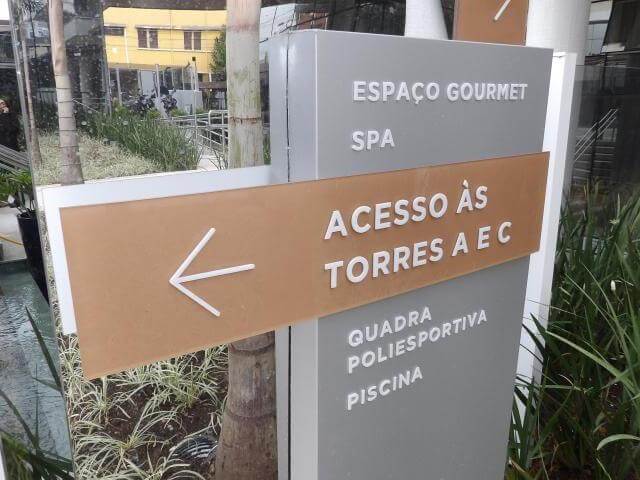 ESPAÇO GOURMET
SPA
ACESSO ÀS
TORRES A E C
QUADRA
POLIESPORTIVA
PISCINA